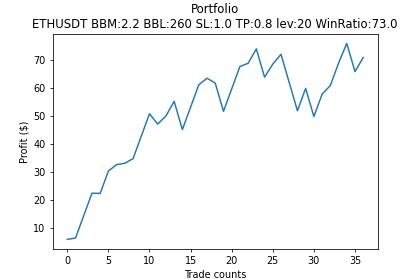 Portfolio
ETHUSDT BBM:2.2 BBL:260 SL:1.0 TP:0.8 lev:20 WinRatio:73.0
70
60
50
40
30
20
10
Profit ($)
0 5 10 15 20 25 30 35
Trade counts